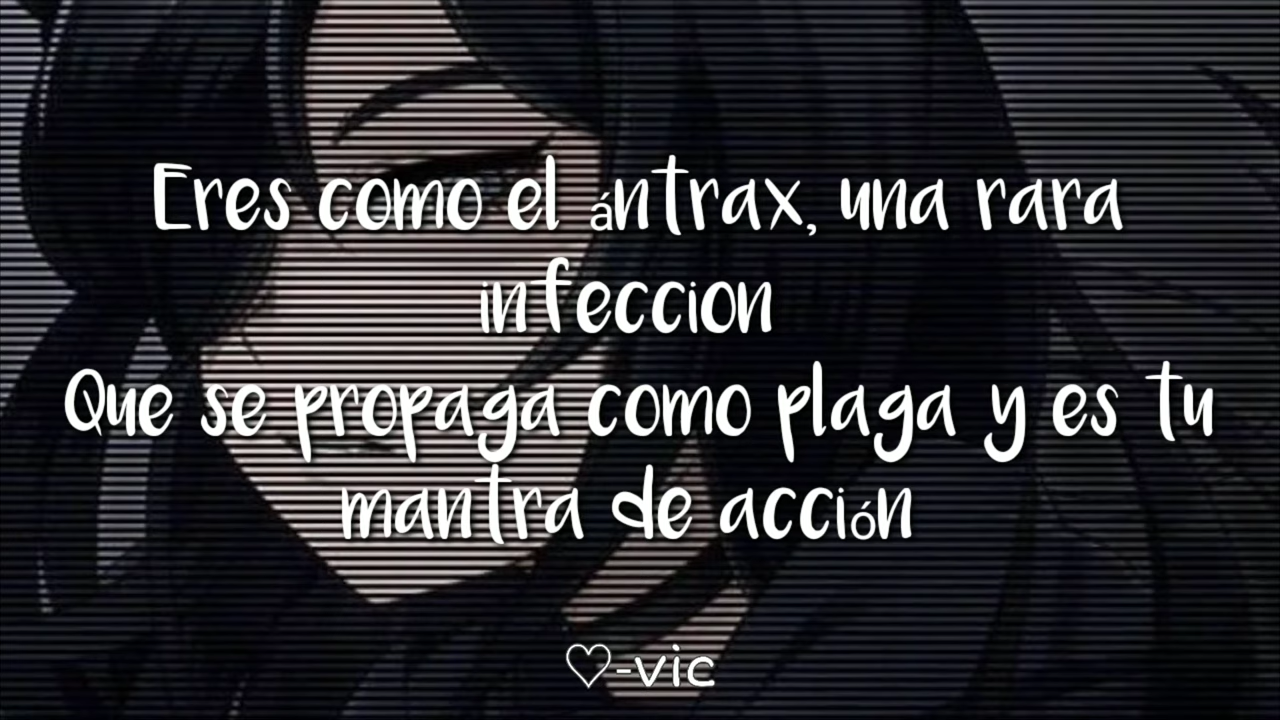 Eres como el ántrax, una rara
infeccion
Que se propaga como plaga y es tu
mantra de acción
♡-vic